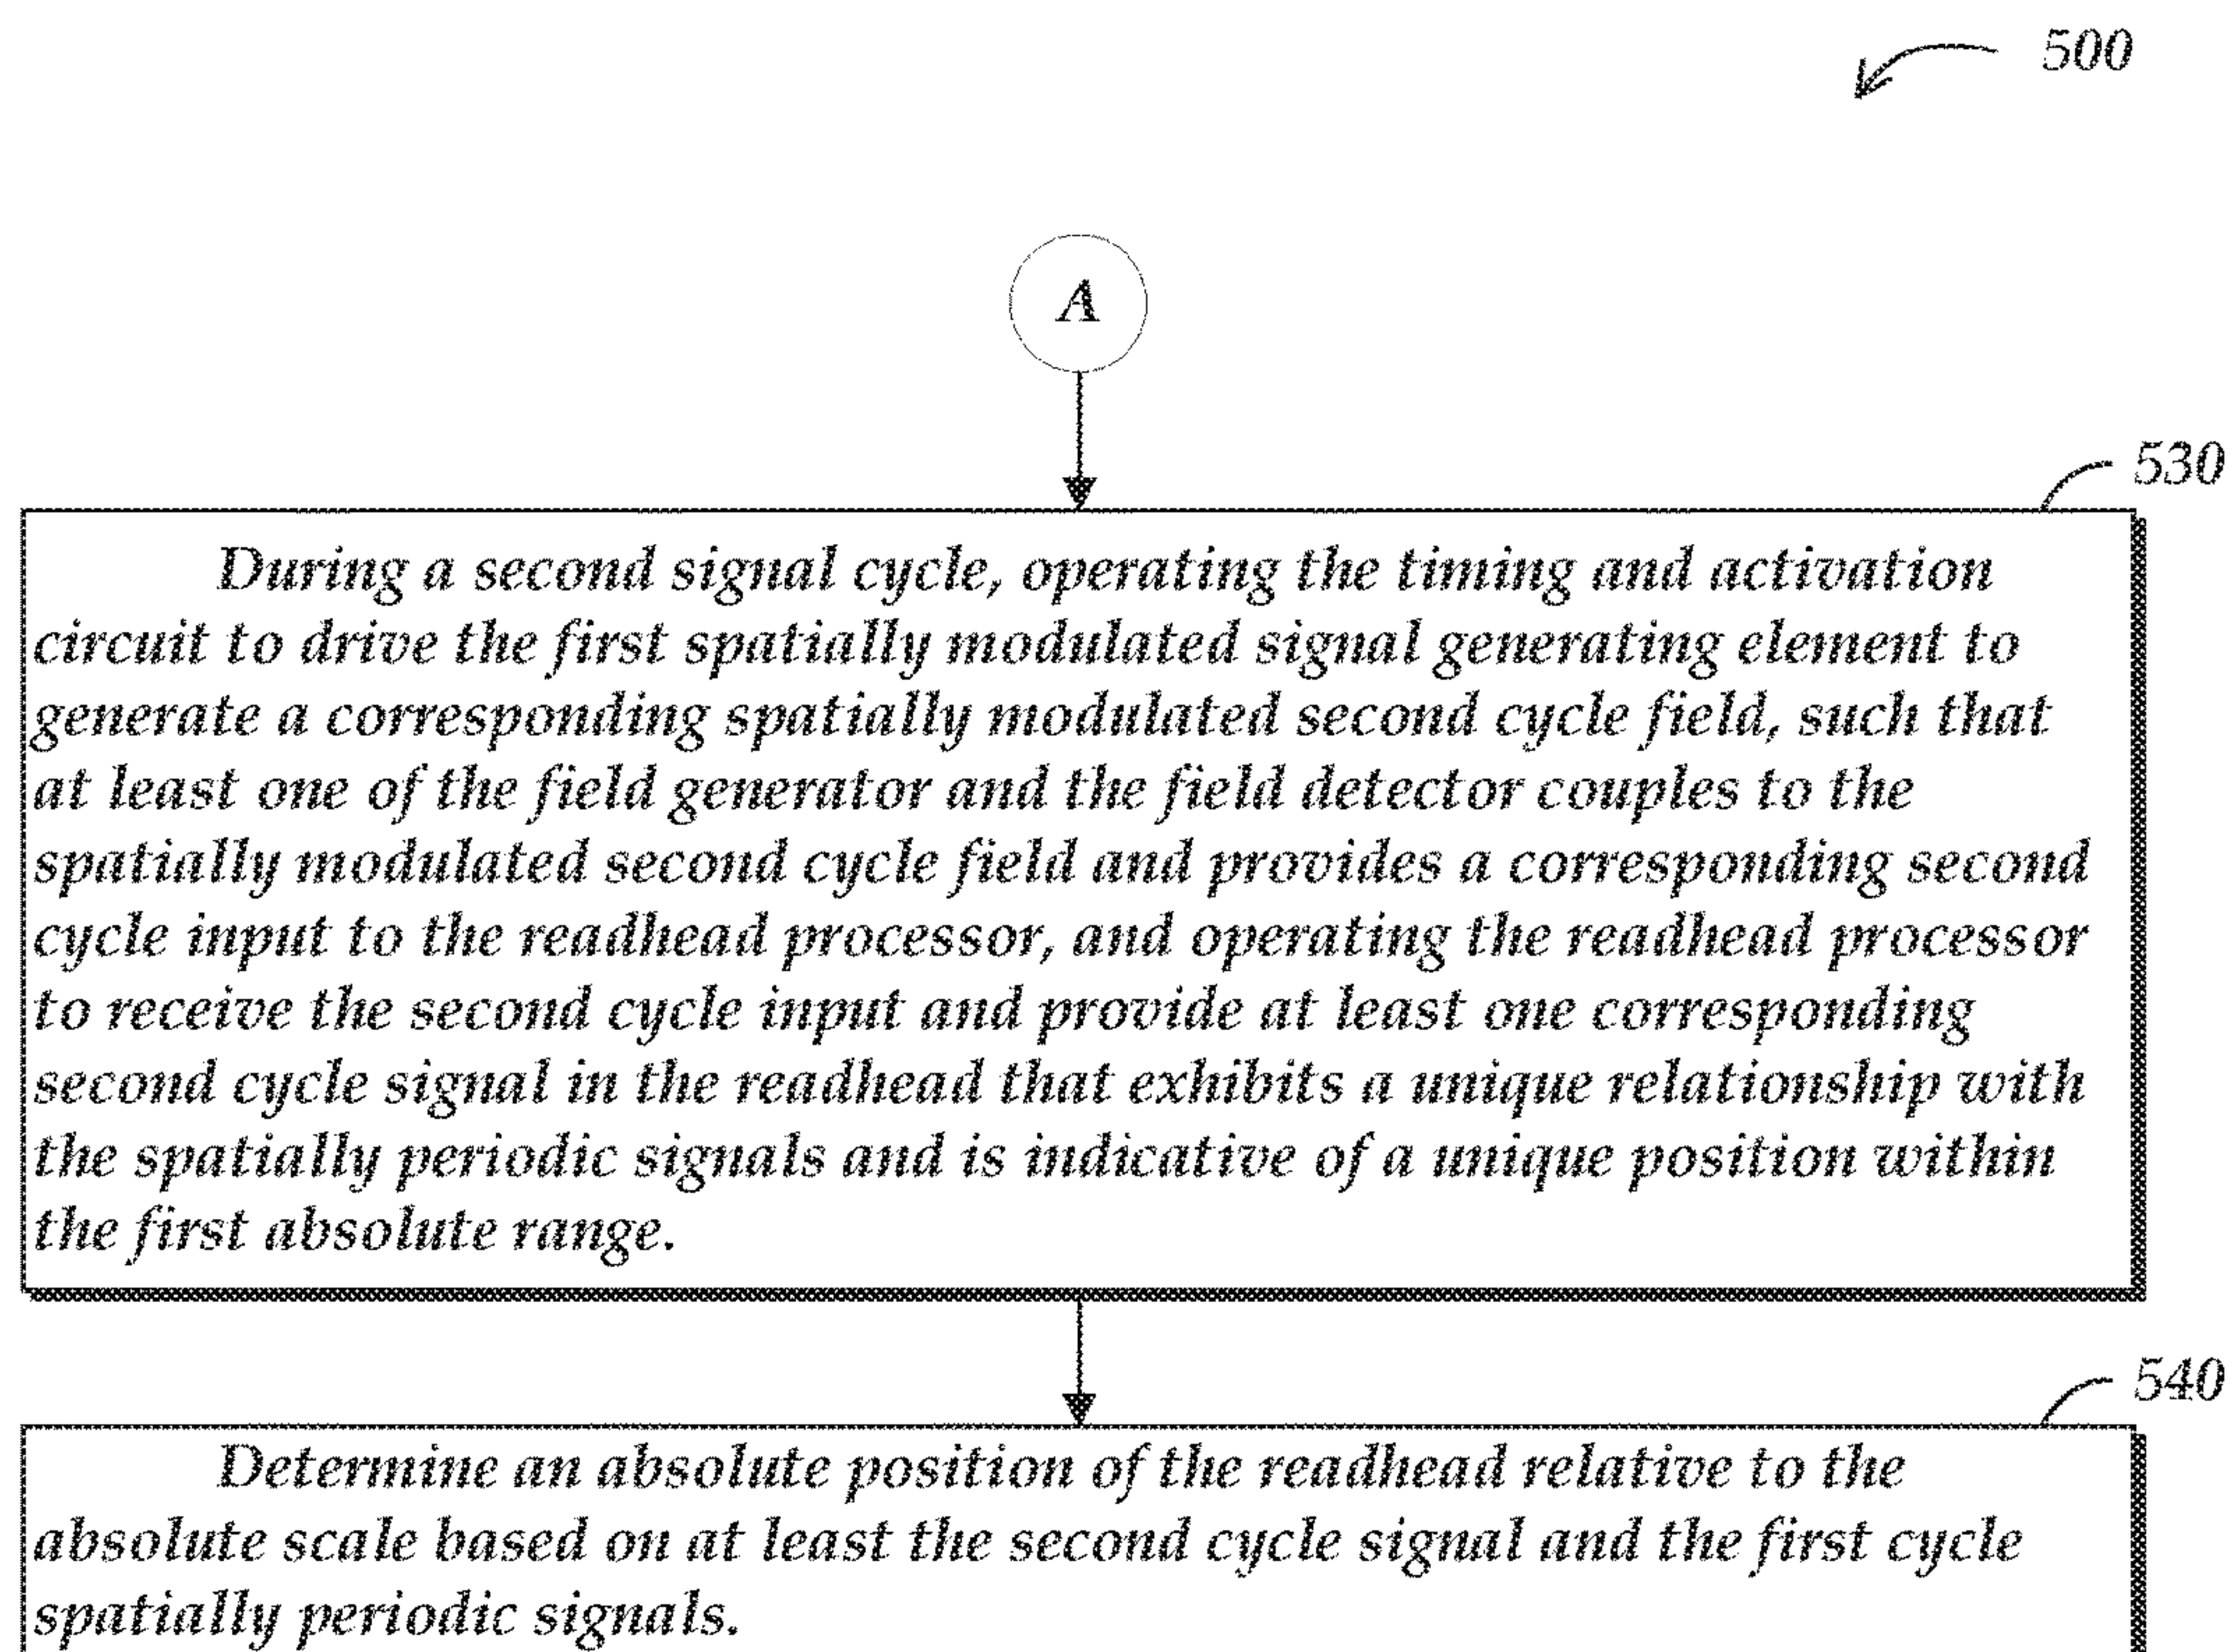 500
A
530
During a second signal cycle, operating the timing and activation
circuit to drive the first spatially modulated signal generating element to
generate a corresponding spatially modulated second cycle field, such that
at least one of the field generator and the field detector couples to the
spatially modulated second cycle field and provides a corresponding second
cycle input to the readhead processor, and operating the readhead processor
to receive the second cycle input and provide at least one corresponding
second cycle signal in the readhead that exhibits a unique relationship with
the spatially periodic signals and is indicative of a unique position within
the first absolute range.
540
Determine an absolute position of the readhead relative to the
absolute scale based on at least the second cycle signal and the first cycle
spatially periodic signals.